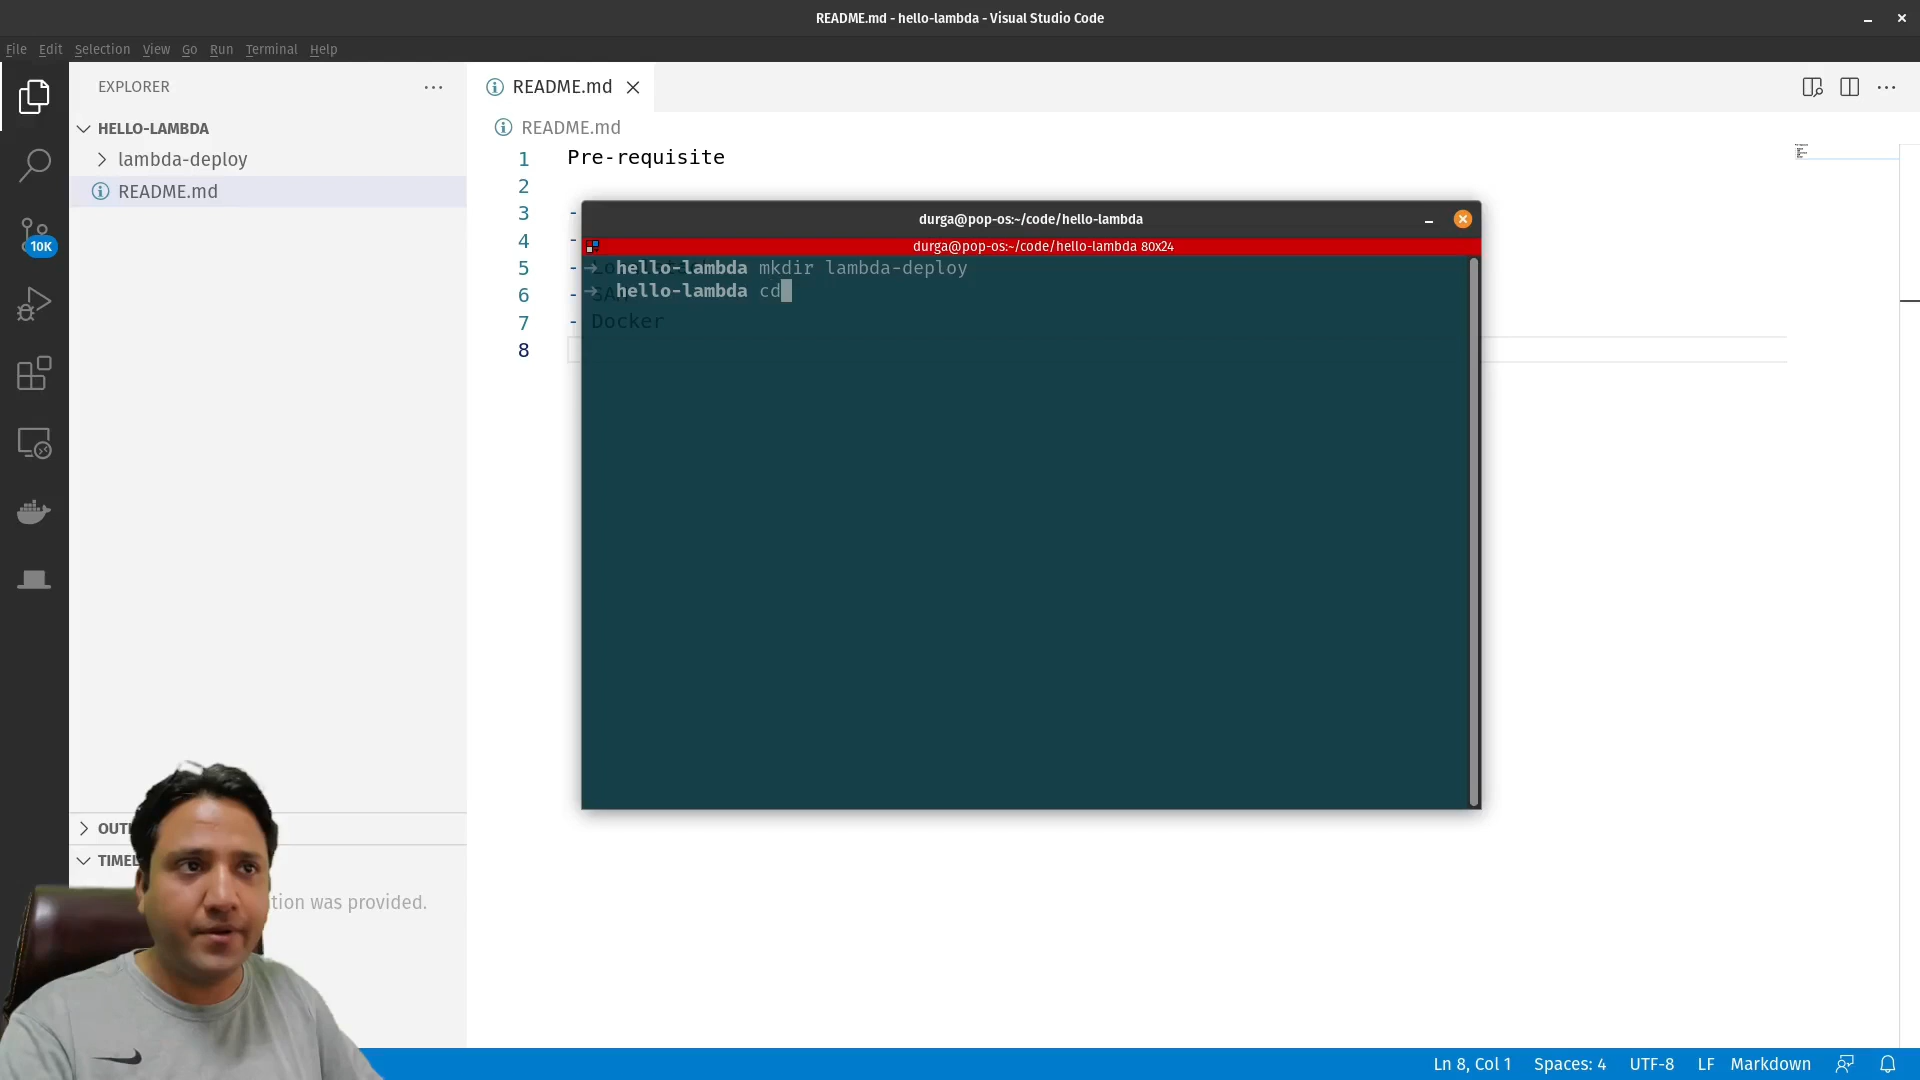 README.md - hello-lambda - Visual Studio Code
File Edit Selection View Go Run Terminal Help
EXPLORER
README.md
HELLO-LAMBDA
README.md
lambda-deploy
1 Pre-requisite
README.md
2
3 -
durga@pop-os:~/code/hello-lambda
4 -
durga@pop-os:~/code/hello-lambda 80x24
10K
5 -
→ hello-lambda mkdir lambda-deploy
6 -
→ hello-lambda cd
7 - Docker
8
OUT
TIMEL
tion was provided.
Ln 8, Col 1 Spaces: 4 UTF-8 LF Markdown